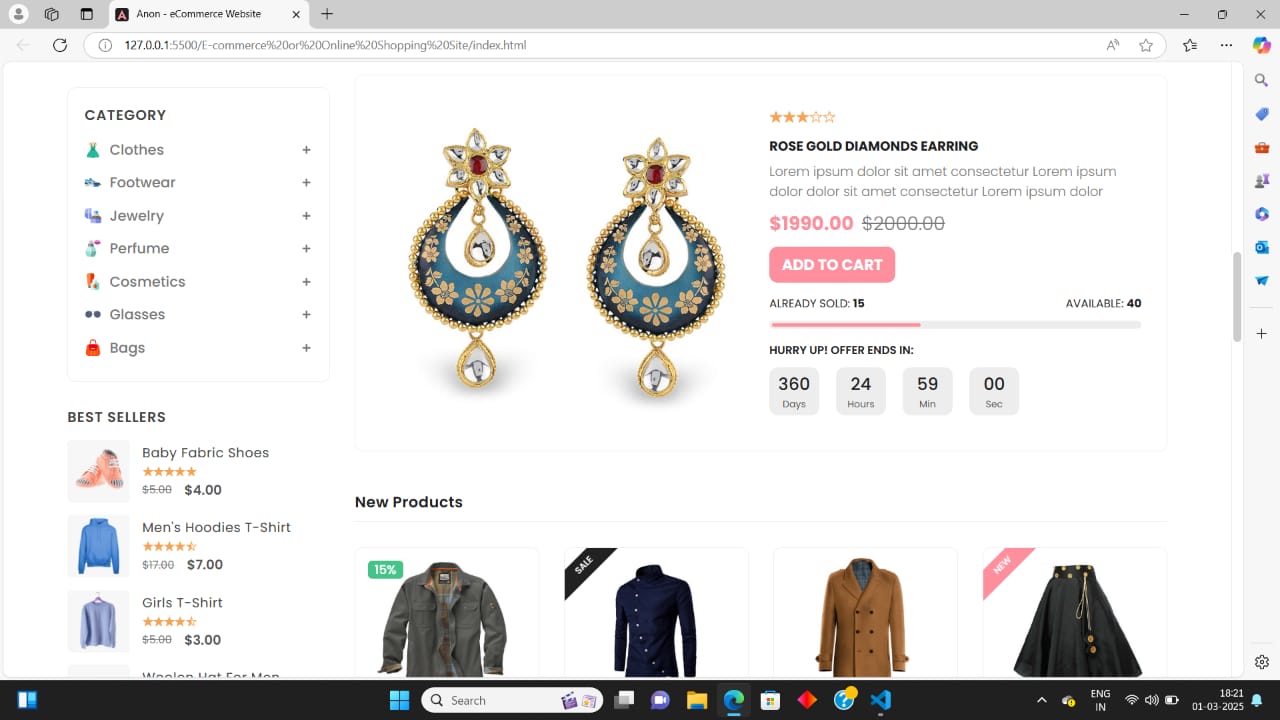 Anon - eCommerce Website
127.0.0.1:5500/E-commerce%20or%20Online%20Shopping%20Site/index.html
CATEGORY
Clothes +
Footwear +
Jewelry +
Perfume +
Cosmetics +
Glasses +
Bags +
BEST SELLERS
Baby Fabric Shoes
$5.00 $4.00
Men's Hoodies T-Shirt
$17.00 $7.00
Girls T-Shirt
$5.00 $3.00
Woolen Hat For Men
ROSE GOLD DIAMONDS EARRING
Lorem ipsum dolor sit amet consectetur Lorem ipsum
dolor dolor sit amet consectetur Lorem ipsum dolor
$1990.00 $2000.00
ADD TO CART
ALREADY SOLD: 15 AVAILABLE: 40
HURRY UP! OFFER ENDS IN:
360 24 59 00
Days Hours Min Sec
New Products
15%
SALE
NEW
Search
ENG
IN
18:21
01-03-2025